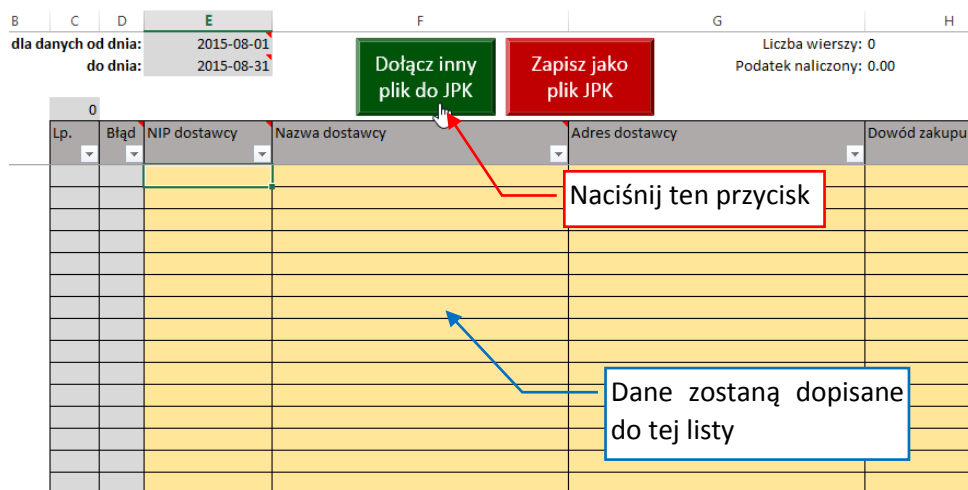 B C D E F G H
dla danych od dnia: 2015-08-01
do dnia: 2015-08-31
Dołącz inny
plik do JPK
Zapisz jako
plik JPK
Liczba wierszy: 0
Podatek naliczony: 0.00
0
Lp. Błąd NIP dostawcy Nazwa dostawcy Adres dostawcy Dowód zakupu
Naciśnij ten przycisk
Dane zostaną dopisane
do tej listy